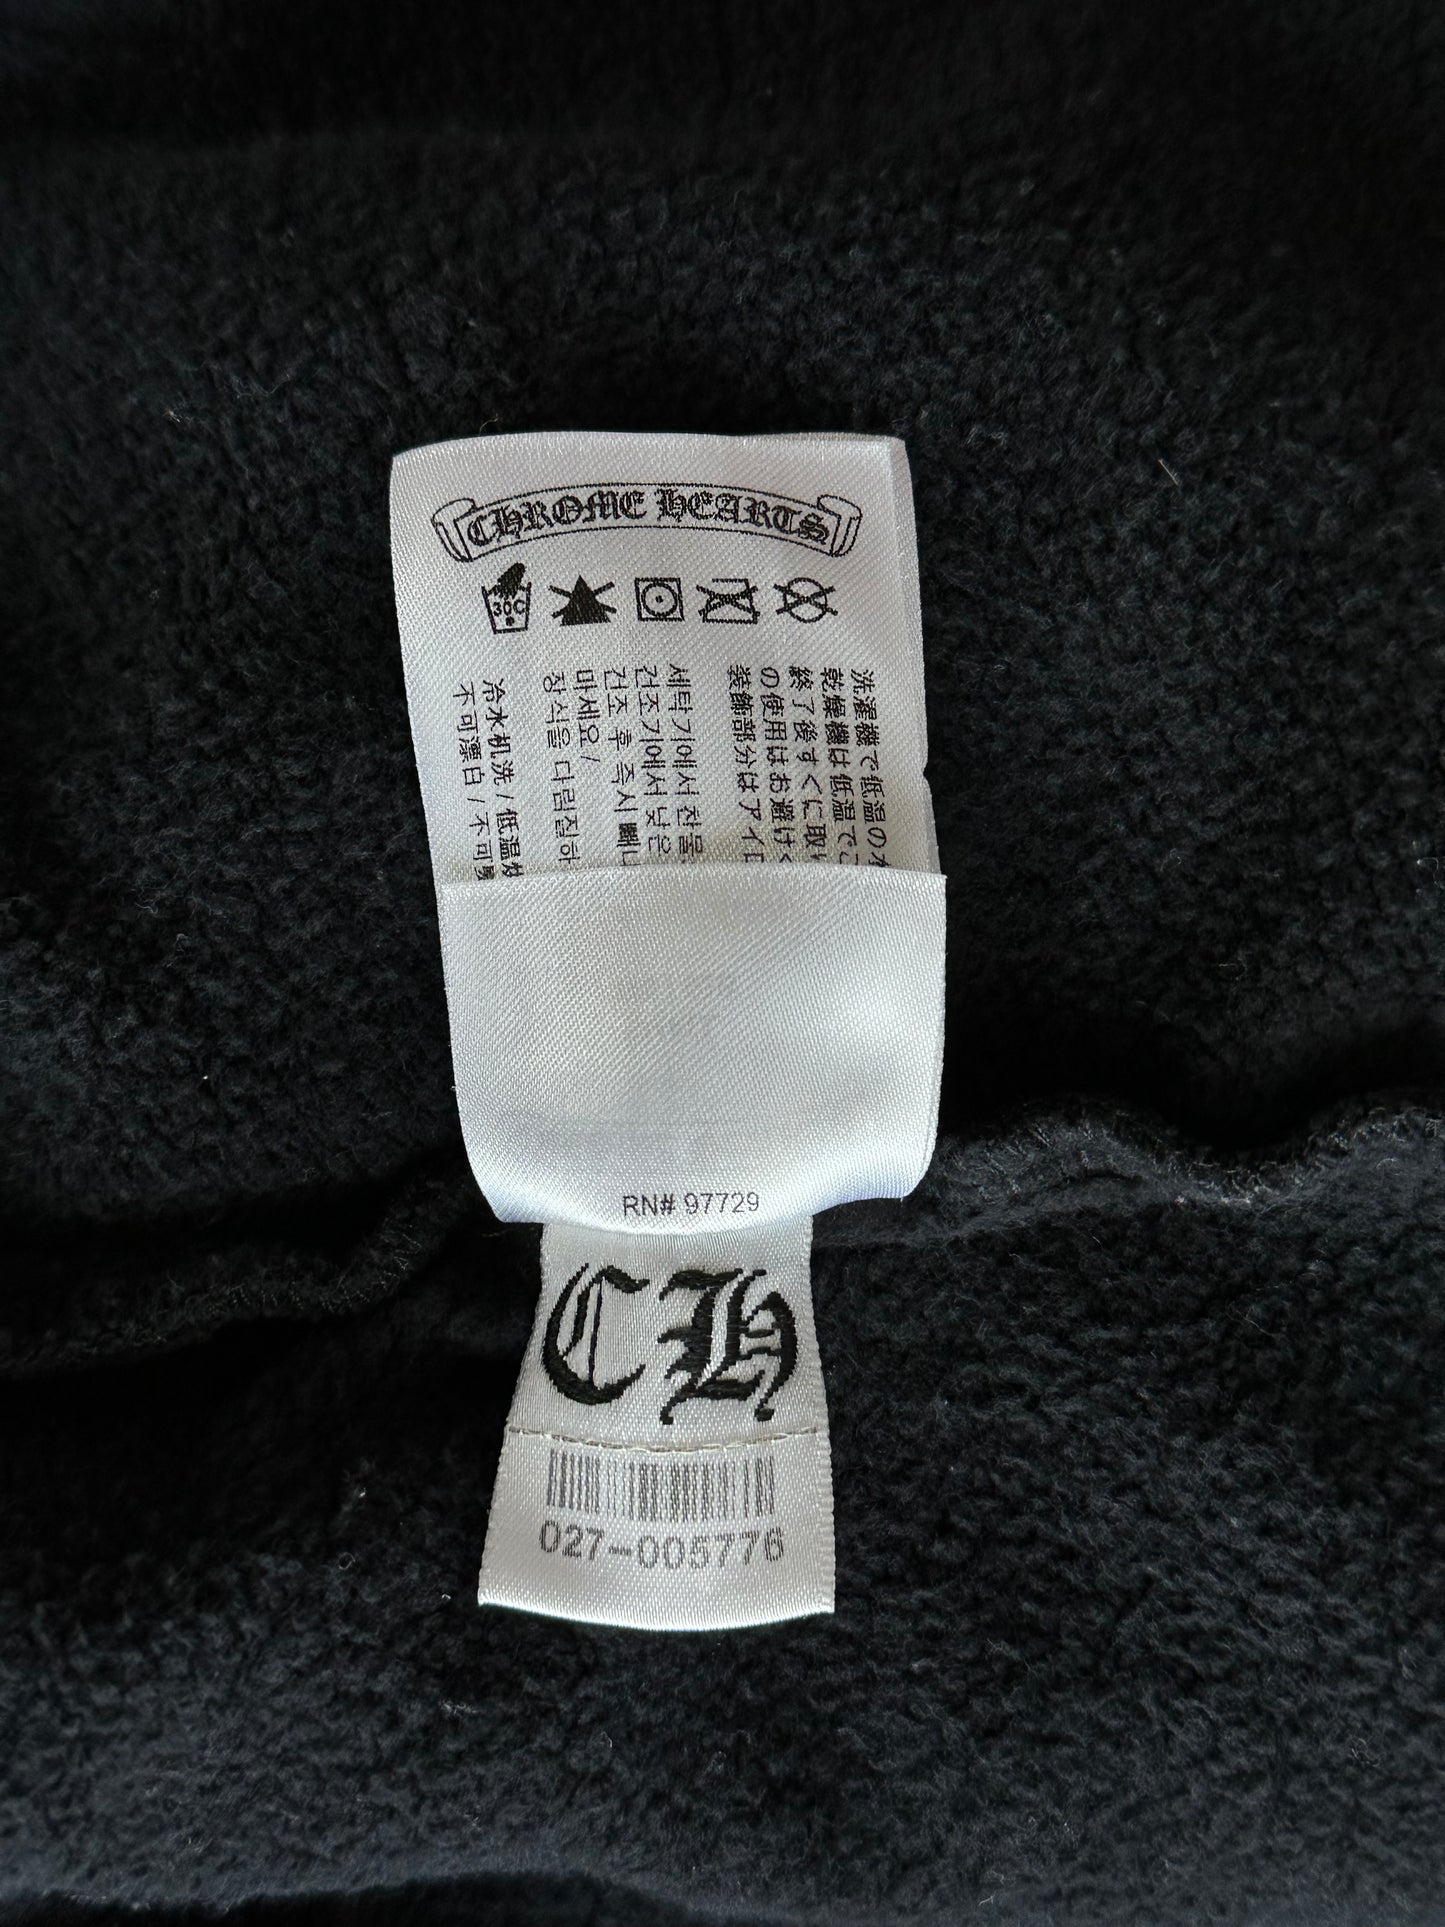 CHROME HEARTS
30C
洗濯機で低温の水
乾燥機は低温で
終了後すぐに取
の使用はお避けく
装飾部分はアイロ
세탁기에서 찬물
건조기에서 낮은
건조 후 즉시 빼
마세요/
장식을 다림질하
冷水机洗/低温
不可漂白/不可
RN# 97729
CH
027-005776